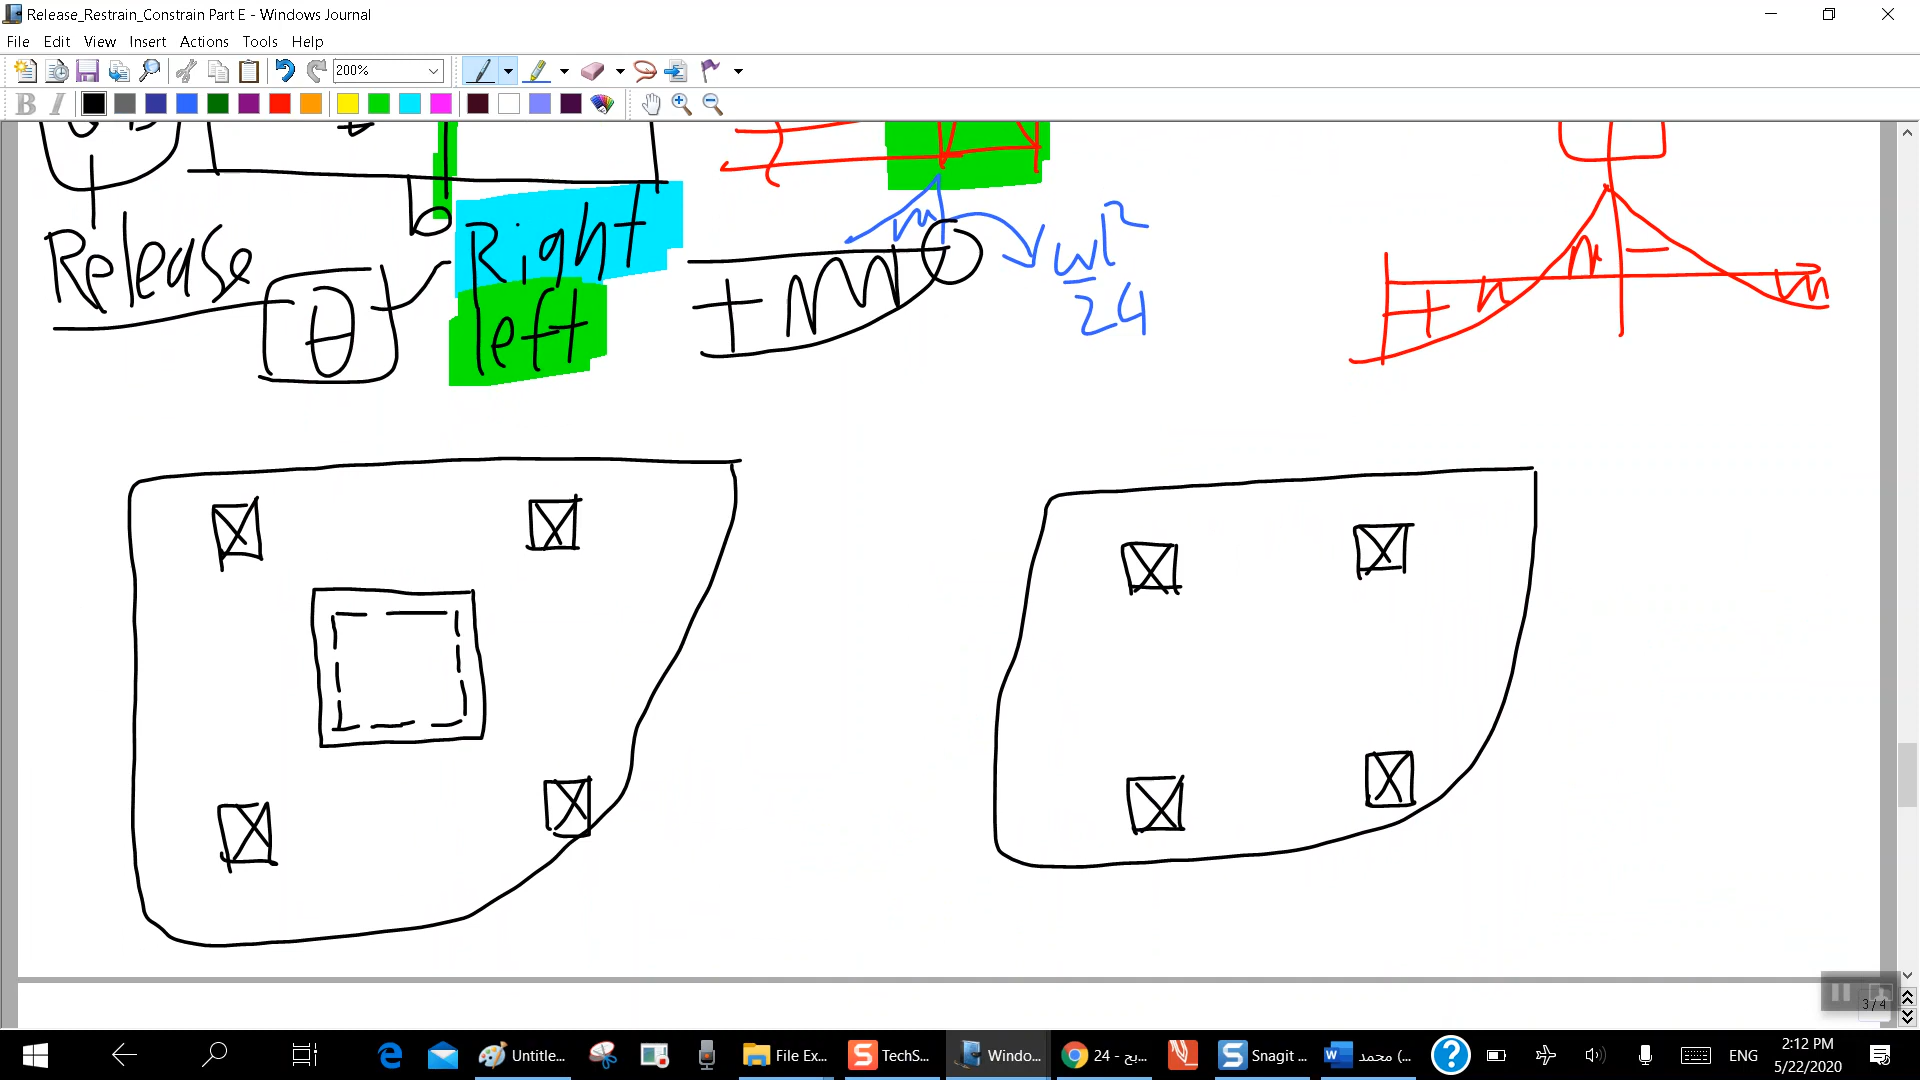 Release_Restrain_Constrain Part E - Windows Journal
File Edit View Insert Actions Tools Help
200%
B I
Release
θ
Right
left
+
wl²
24
+
-
3 / 4
Untitle...
File Ex...
TechS...
Windo...
24 - بح...
Snagit ...
محمد (...
ENG
2:12 PM
5/22/2020